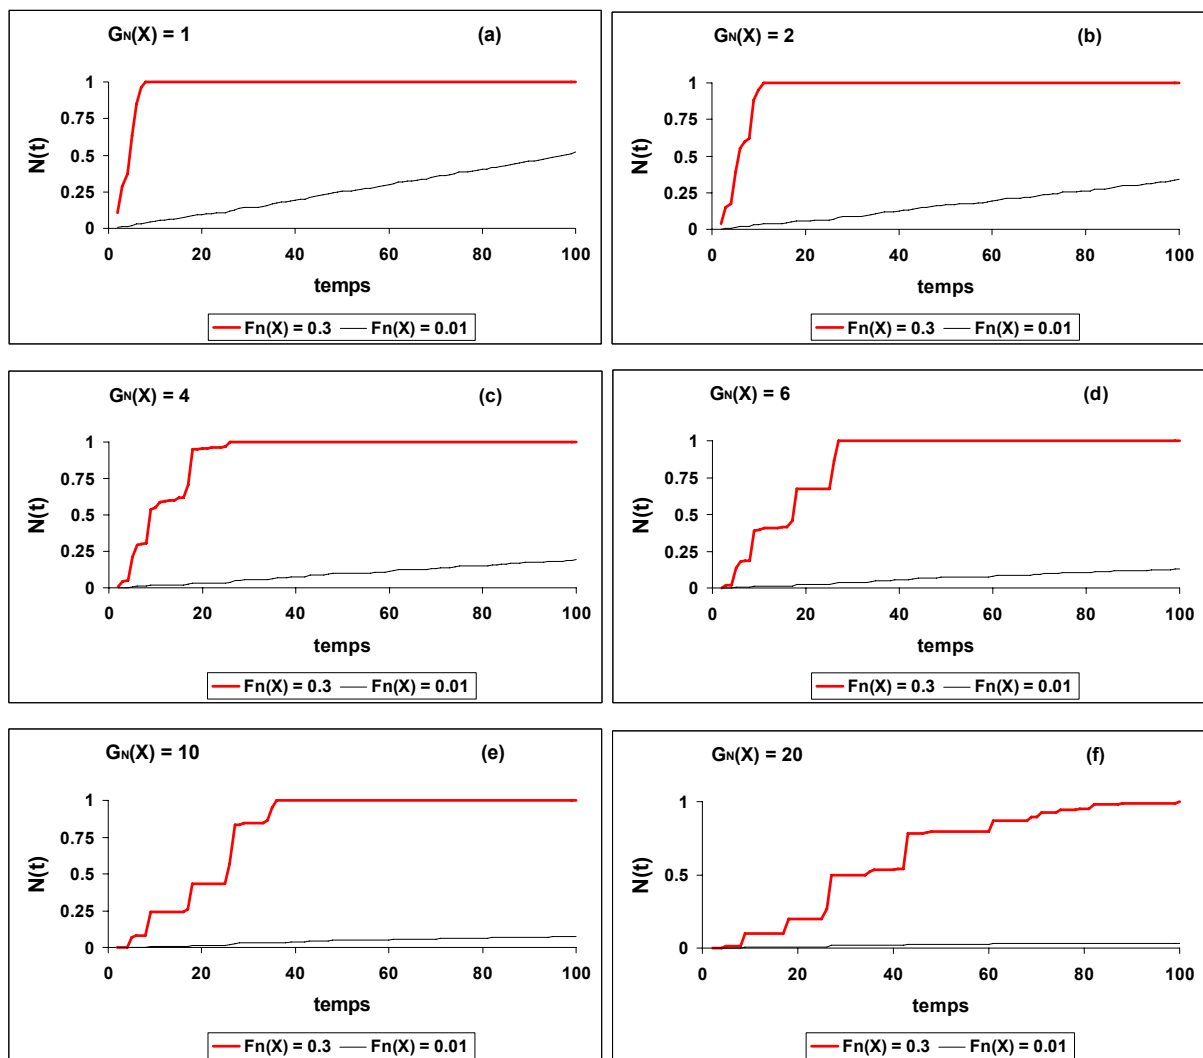 GN(X) = 1 (a)
N(t)
1
0.75
0.5
0.25
0
0 20 40 60 80 100
temps
Fn(X) = 0.3 Fn(X) = 0.01
GN(X) = 2 (b)
N(t)
1
0.75
0.5
0.25
0
0 20 40 60 80 100
temps
Fn(X) = 0.3 Fn(X) = 0.01
GN(X) = 4 (c)
N(t)
1
0.75
0.5
0.25
0
0 20 40 60 80 100
temps
Fn(X) = 0.3 Fn(X) = 0.01
GN(X) = 6 (d)
N(t)
1
0.75
0.5
0.25
0
0 20 40 60 80 100
temps
Fn(X) = 0.3 Fn(X) = 0.01
GN(X) = 10 (e)
N(t)
1
0.75
0.5
0.25
0
0 20 40 60 80 100
temps
Fn(X) = 0.3 Fn(X) = 0.01
GN(X) = 20 (f)
N(t)
1
0.75
0.5
0.25
0
0 20 40 60 80 100
temps
Fn(X) = 0.3 Fn(X) = 0.01